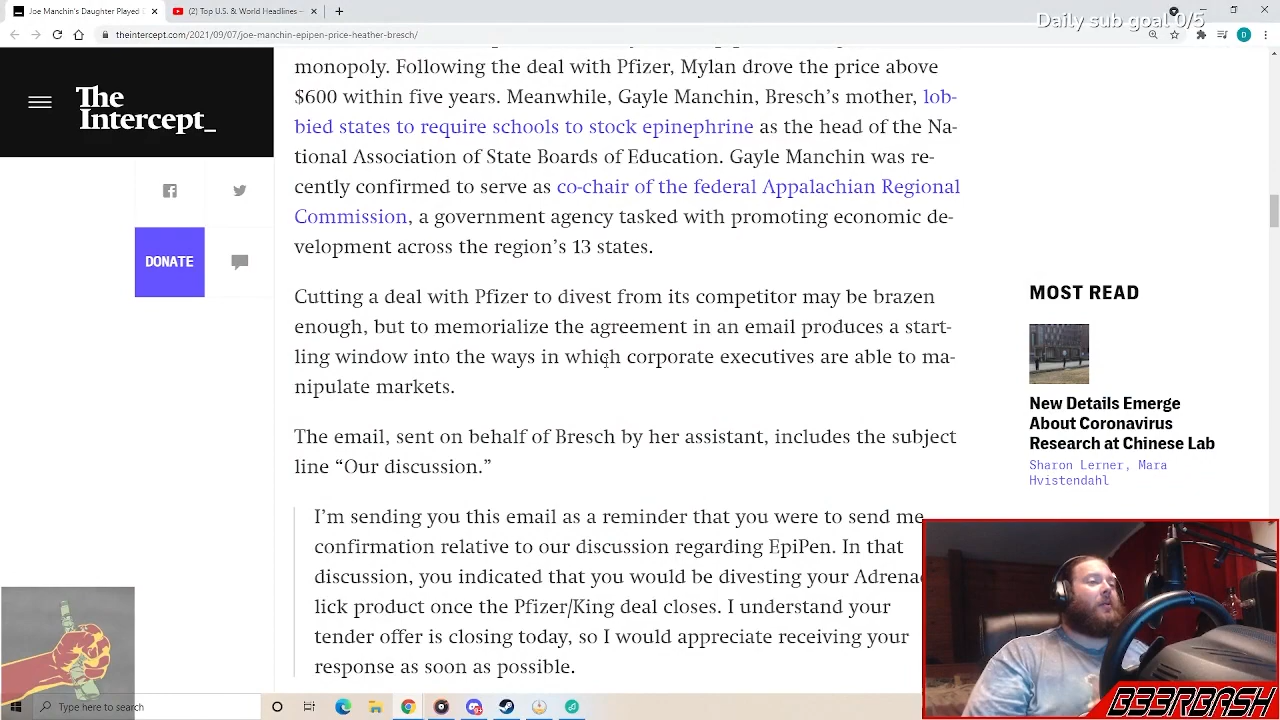 Joe Manchin's Daughter Played D
(2) Top U.S. & World Headlines –
Daily sub goal 0/5
theintercept.com/2021/09/07/joe-manchin-epipen-price-heather-bresch/
D
The
Intercept_
DONATE
monopoly. Following the deal with Pfizer, Mylan drove the price above
$600 within five years. Meanwhile, Gayle Manchin, Bresch's mother, lob-
bied states to require schools to stock epinephrine as the head of the Na-
tional Association of State Boards of Education. Gayle Manchin was re-
cently confirmed to serve as co-chair of the federal Appalachian Regional
Commission, a government agency tasked with promoting economic de-
velopment across the region's 13 states.
Cutting a deal with Pfizer to divest from its competitor may be brazen
enough, but to memorialize the agreement in an email produces a start-
ling window into the ways in which corporate executives are able to ma-
nipulate markets.
The email, sent on behalf of Bresch by her assistant, includes the subject
line “Our discussion.”
I'm sending you this email as a reminder that you were to send me
confirmation relative to our discussion regarding EpiPen. In that
discussion, you indicated that you would be divesting your Adrenac
lick product once the Pfizer/King deal closes. I understand your
tender offer is closing today, so I would appreciate receiving your
response as soon as possible.
MOST READ
New Details Emerge
About Coronavirus
Research at Chinese Lab
Sharon Lerner, Mara
Hvistendahl
B33RBASH
Type here to search